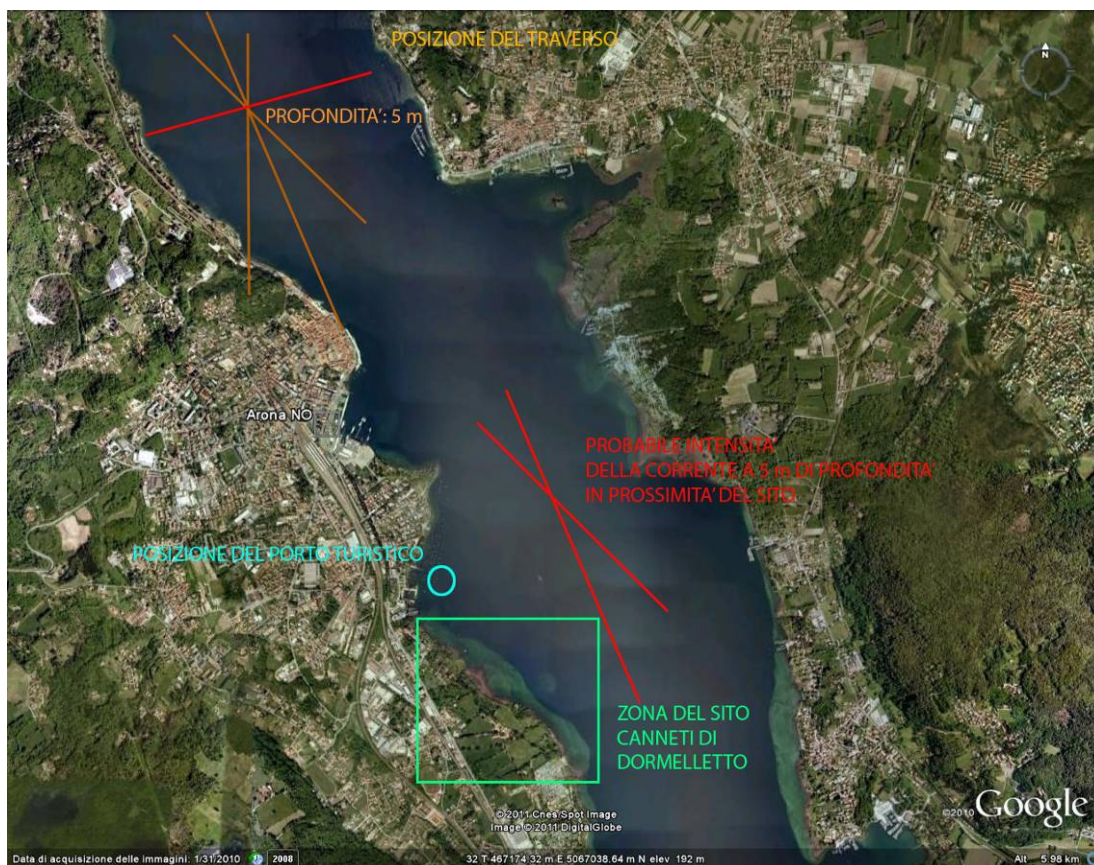 POSIZIONE DEL TRAVERSO
PROFONDITA': 5 m
Arona NO
PROBABILE INTENSITA'
DELLA CORRENTE A 5 m DI PROFONDITA'
IN PROSSIMITA' DEL SITO
POSIZIONE DEL PORTO TURISTICO
ZONA DEL SITO
CANNETI DI
DORMELLETTO
©2011 Cnes/Spot Image
Image © 2011 DigitalGlobe
©2010 Google
Data di acquisizione delle immagini: 1/31/2010 2008 32 T 467174.32 m E 5067038.64 m N elev 192 m Alt 5.98 km
N